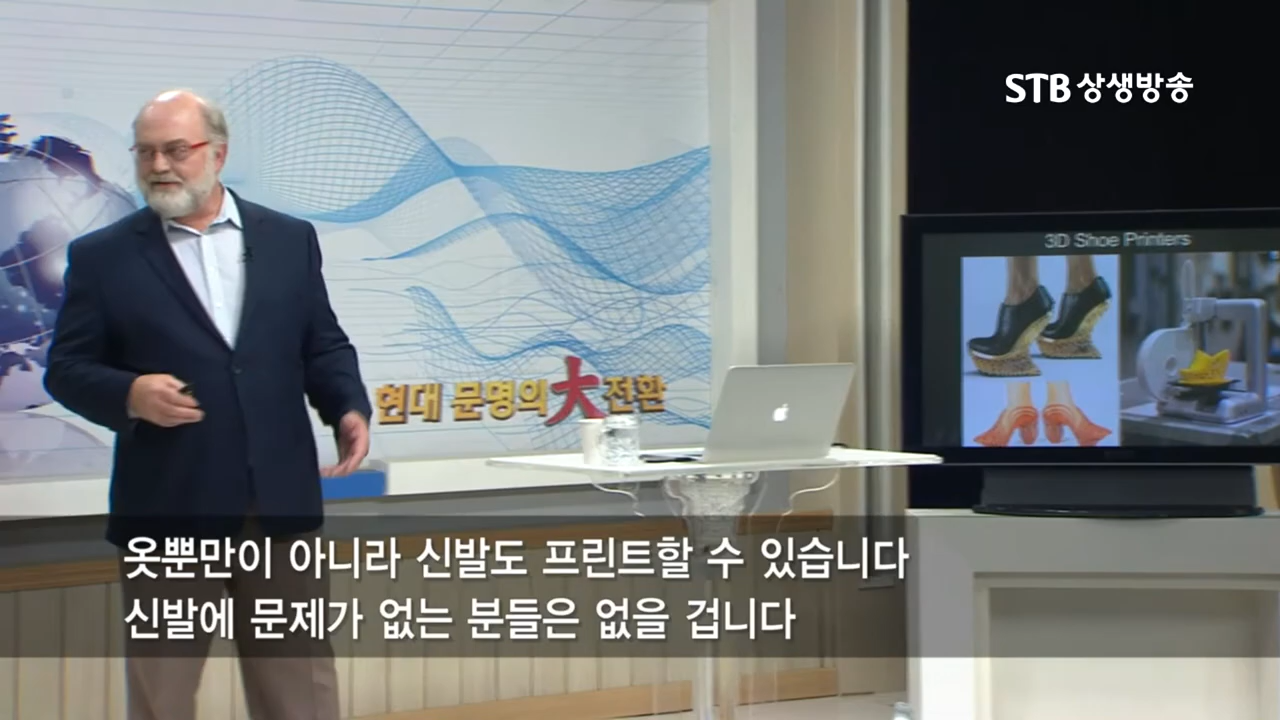 STB 상생방송
3D Shoe Printers
현대 문명의 大 전환
옷뿐만이 아니라 신발도 프린트할 수 있습니다
신발에 문제가 없는 분들은 없을 겁니다